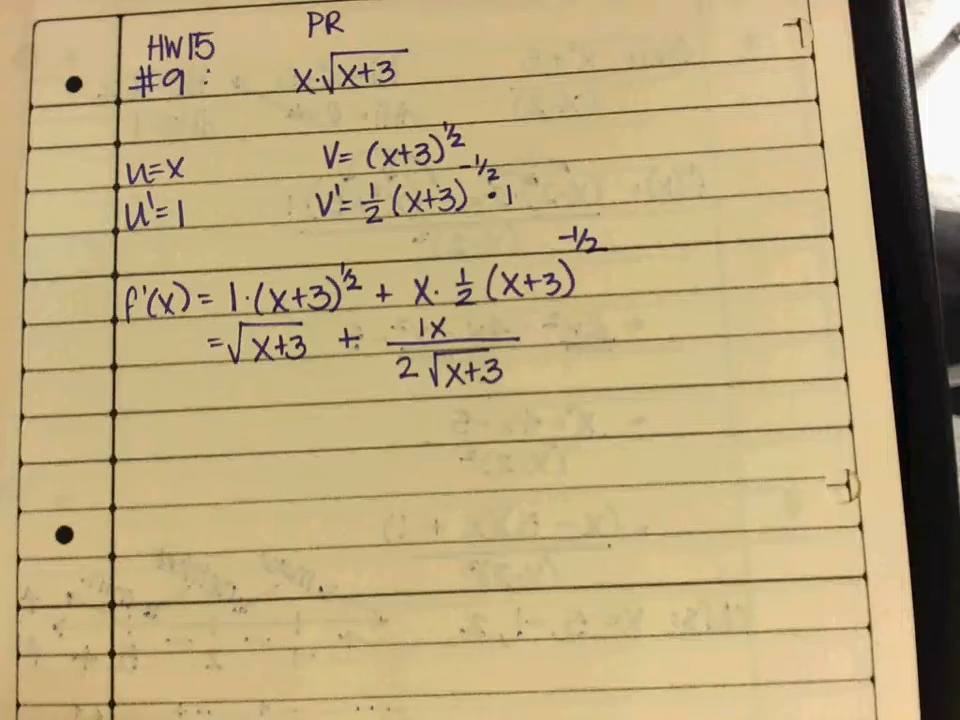 PR
HW15
#9: x·√x+3
u=x v= (x+3)^1/2
u'=1 v'= 1/2 (x+3)^-1/2 • 1
f'(x) = 1·(x+3)^1/2 + x· 1/2 (x+3)^-1/2
=√x+3 + 1x / 2√x+3